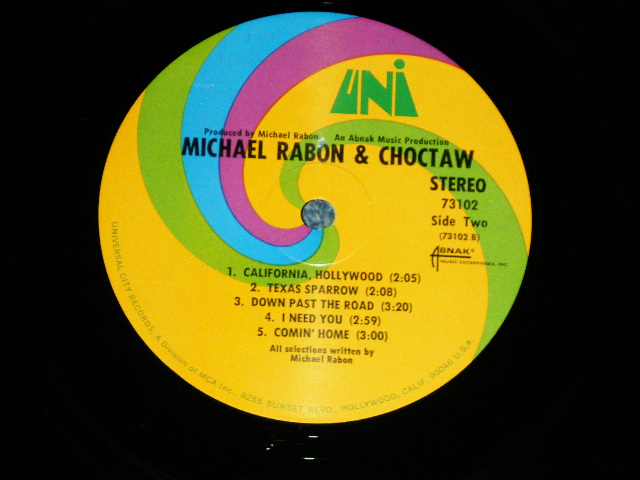 UNI
Produced by Michael Rabon An Abnak Music Production
MICHAEL RABON & CHOCTAW
STEREO
73102
Side Two
(73102 B)
ABNAK®
MUSIC ENTERPRISES, INC.
1. CALIFORNIA, HOLLYWOOD (2:05)
2. TEXAS SPARROW (2:08)
3. DOWN PAST THE ROAD (3:20)
4. I NEED YOU (2:59)
5. COMIN' HOME (3:00)
All selections written by
Michael Rabon
UNIVERSAL CITY RECORDS, A Division of MCA Inc., 8255 SUNSET BLVD., HOLLYWOOD, CALIF. 90046 U.S.A.